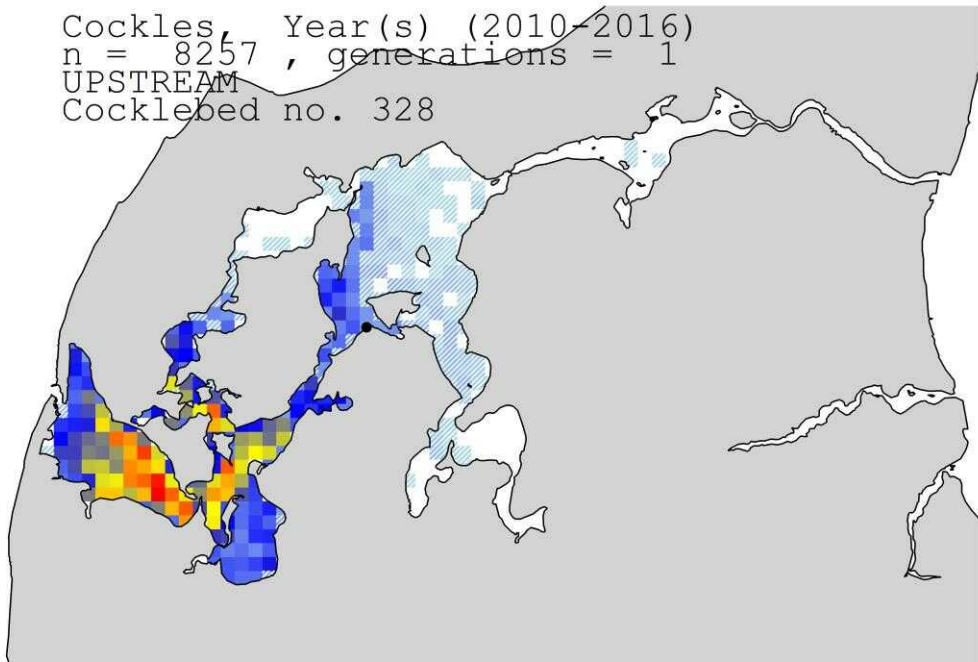 Cockles, Year(s) (2010-2016)
n = 8257 , generations = 1
UPSTREAM
Cocklebed no. 328